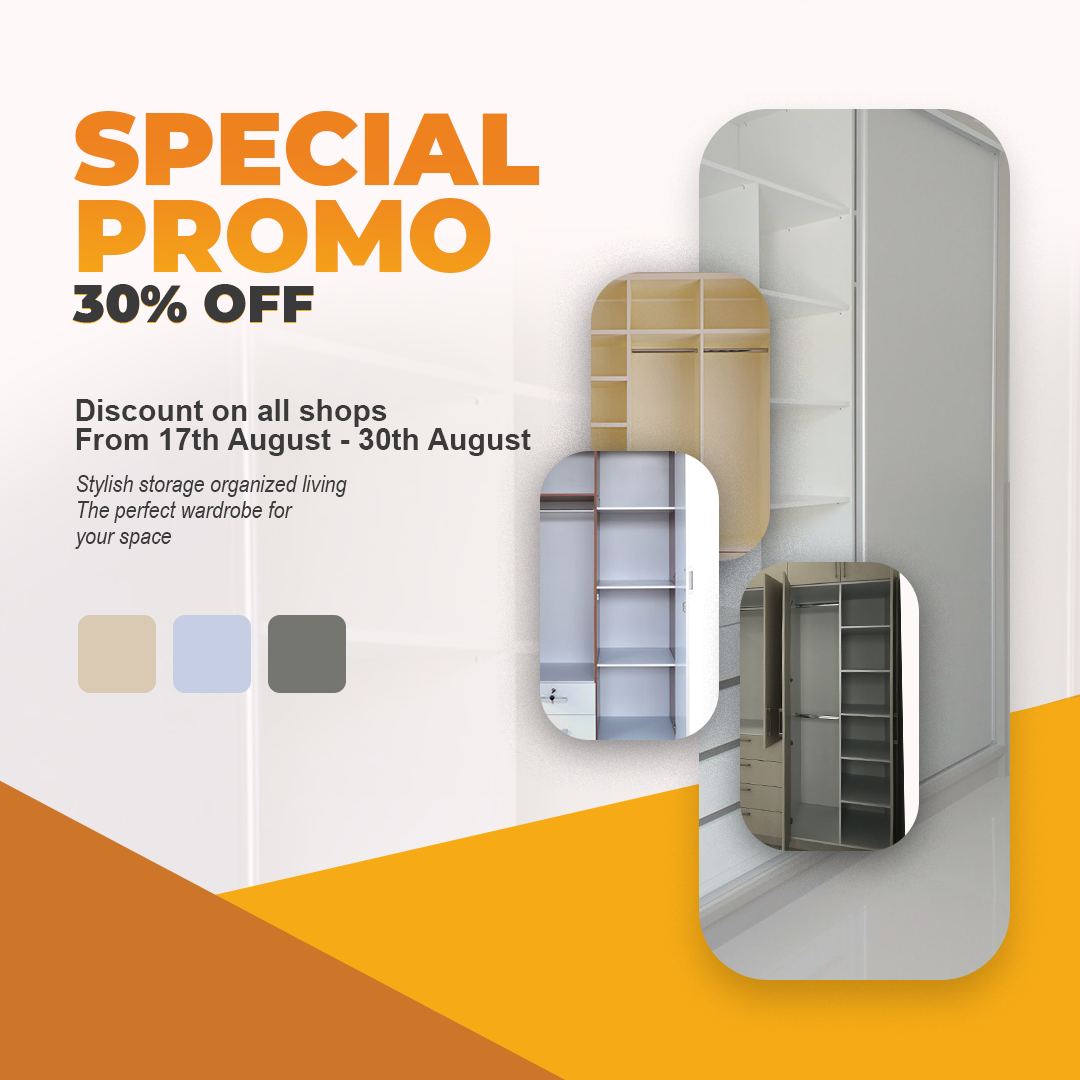 SPECIAL
PROMO
30% OFF
Discount on all shops
From 17th August - 30th August
Stylish storage organized living
The perfect wardrobe for
your space